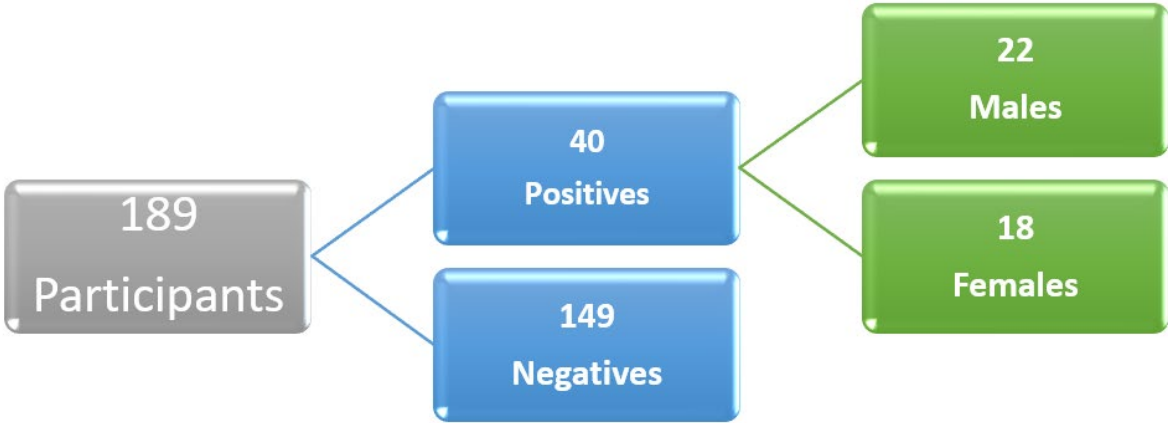 189
Participants
40
Positives
149
Negatives
22
Males
18
Females